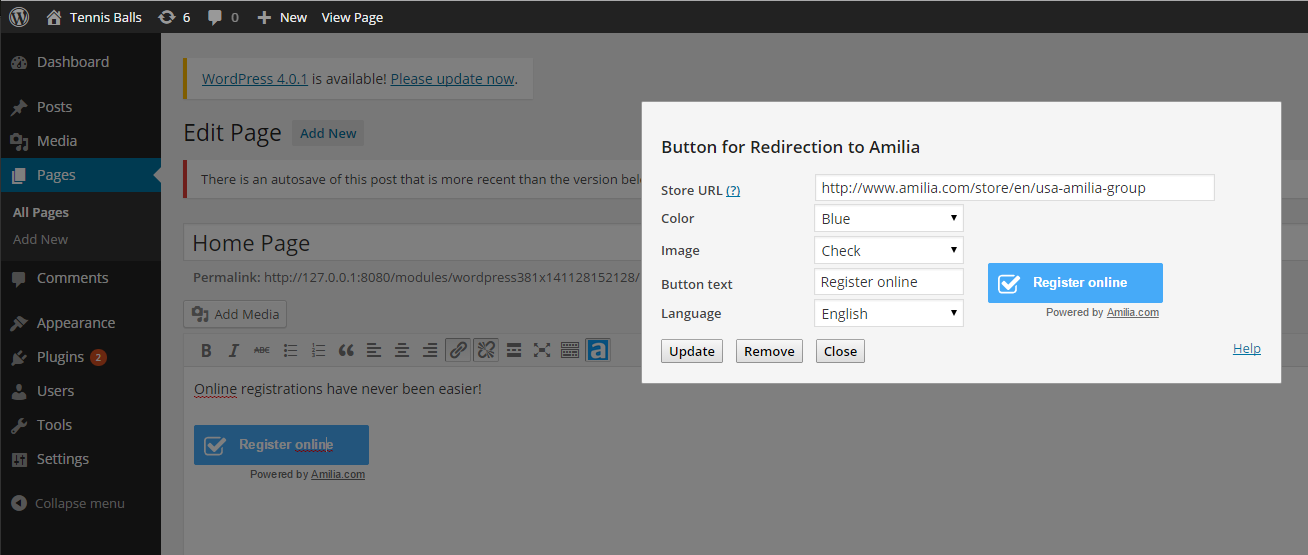 Tennis Balls 6 0 New View Page
Dashboard
Posts
Media
Pages
All Pages
Add New
Comments
Appearance
Plugins 2
Users
Tools
Settings
Collapse menu
WordPress 4.0.1 is available! Please update now.
Edit Page Add New
There is an autosave of this post that is more recent than the version
Home Page
Permalink: http://127.0.0.1:8080/modules/wordpress381x141128152128/
Add Media
B I ABC a
Online registrations have never been easier!
Register online
Powered by Amilia.com
Button for Redirection to Amilia
Store URL (?) http://www.amilia.com/store/en/usa-amilia-group
Color Blue
Image Check
Button text Register online
Language English
Register online
Powered by Amilia.com
Update Remove Close
Help